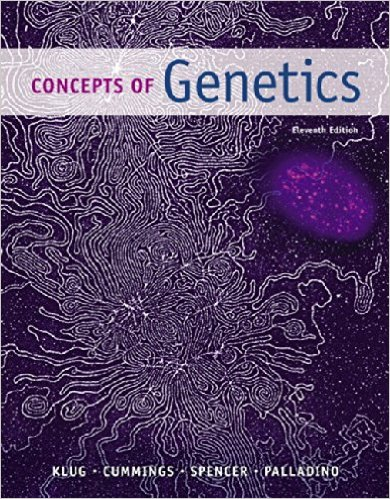 CONCEPTS OF Genetics
Eleventh Edition
KLUG · CUMMINGS · SPENCER · PALLADINO